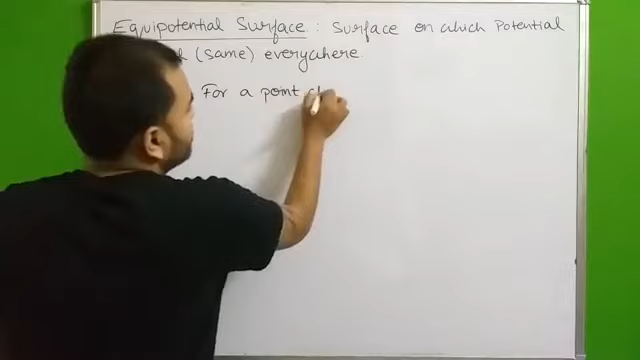 Equipotential Surface : Surface on which Potential
(same) everywhere.
For a point